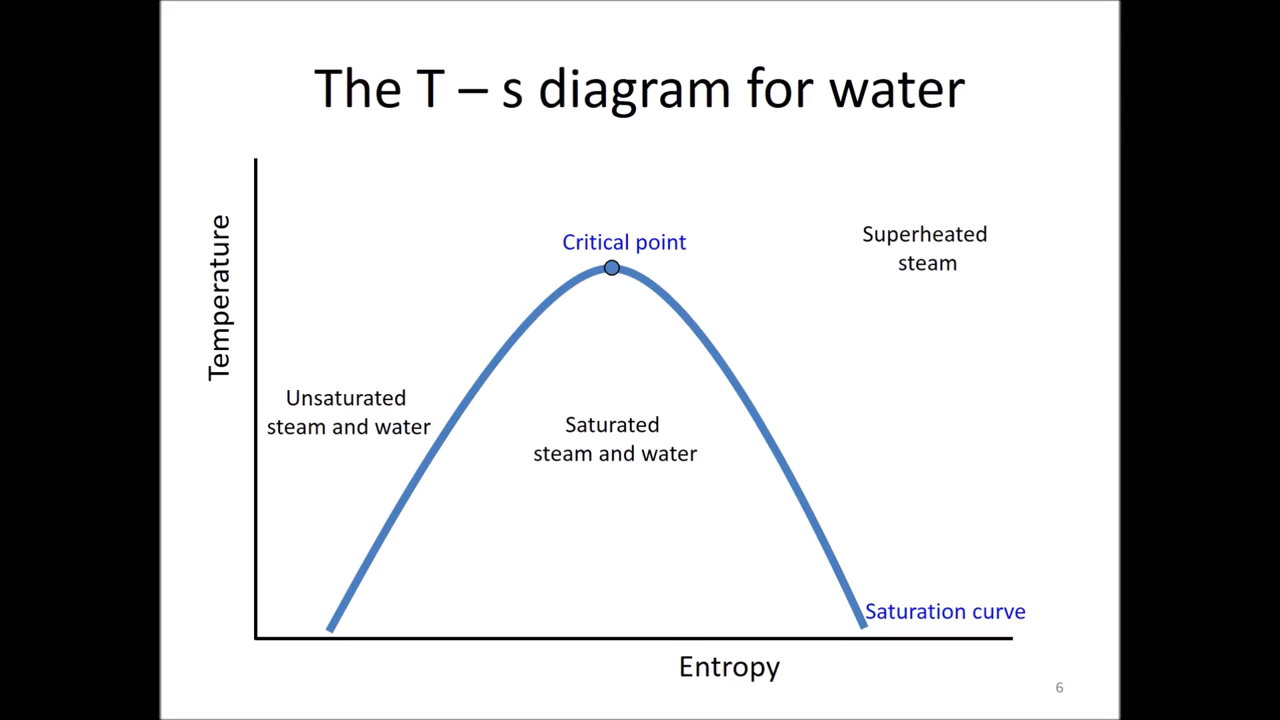 The T – s diagram for water
Temperature
Critical point
Superheated
steam
Unsaturated
steam and water
Saturated
steam and water
Saturation curve
Entropy
6